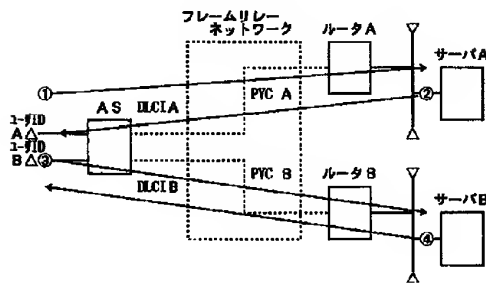 フレームリレー
ネットワーク
ルータA
サーバA
①
AS
DLCIA
PVC A
②
ユーザID
A
ユーザID
B
③
DLCIB
PVC B
ルータB
サーバB
④